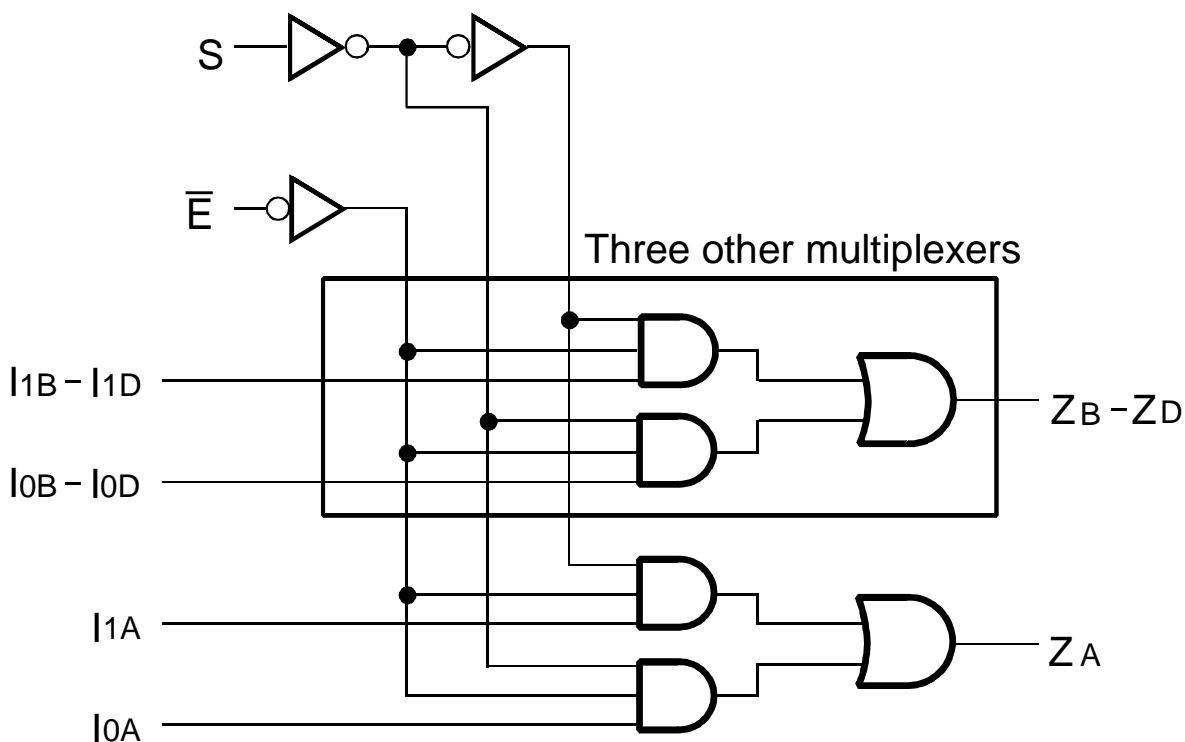 S
E̅
Three other multiplexers
I1B – I1D
ZB – ZD
I0B – I0D
I1A
ZA
I0A